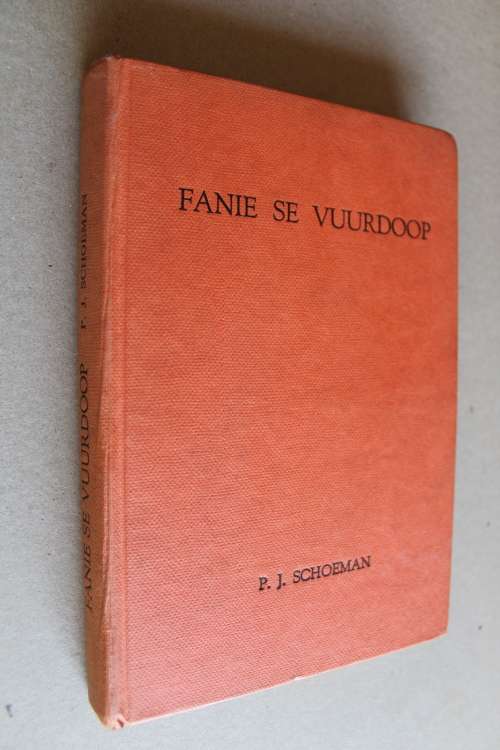 FANIE SE VUURDOOP
P. J. SCHOEMAN
FANIE SE VUURDOOP P. J. SCHOEMAN